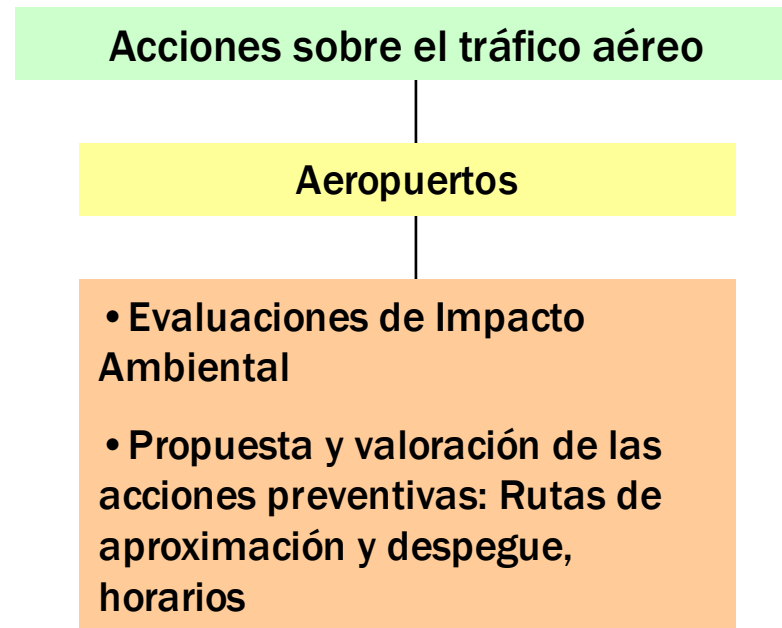 Acciones sobre el tráfico aéreo
Aeropuertos
•Evaluaciones de Impacto
Ambiental
•Propuesta y valoración de las
acciones preventivas: Rutas de
aproximación y despegue,
horarios